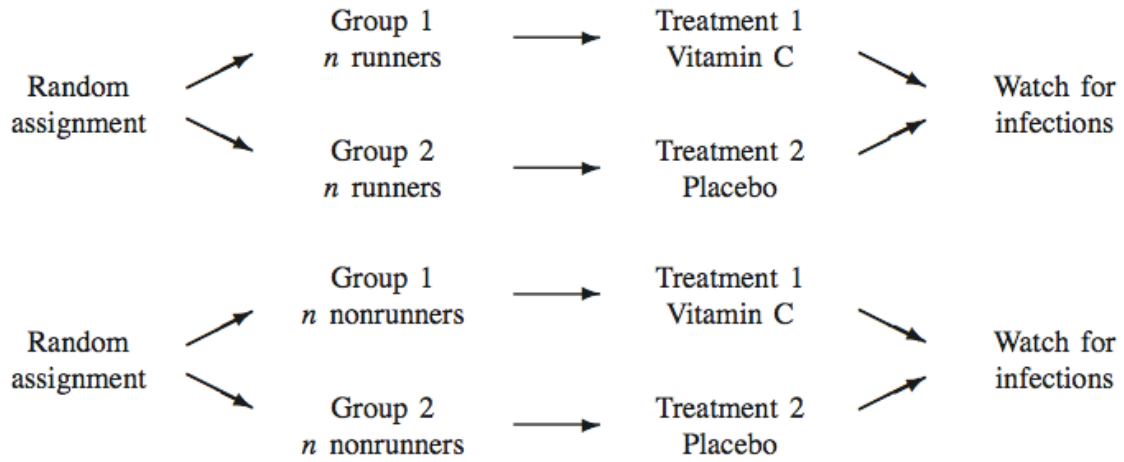 Group 1
n runners
Treatment 1
Vitamin C
Random
assignment
Watch for
infections
Group 2
n runners
Treatment 2
Placebo
Group 1
n nonrunners
Treatment 1
Vitamin C
Random
assignment
Watch for
infections
Group 2
n nonrunners
Treatment 2
Placebo